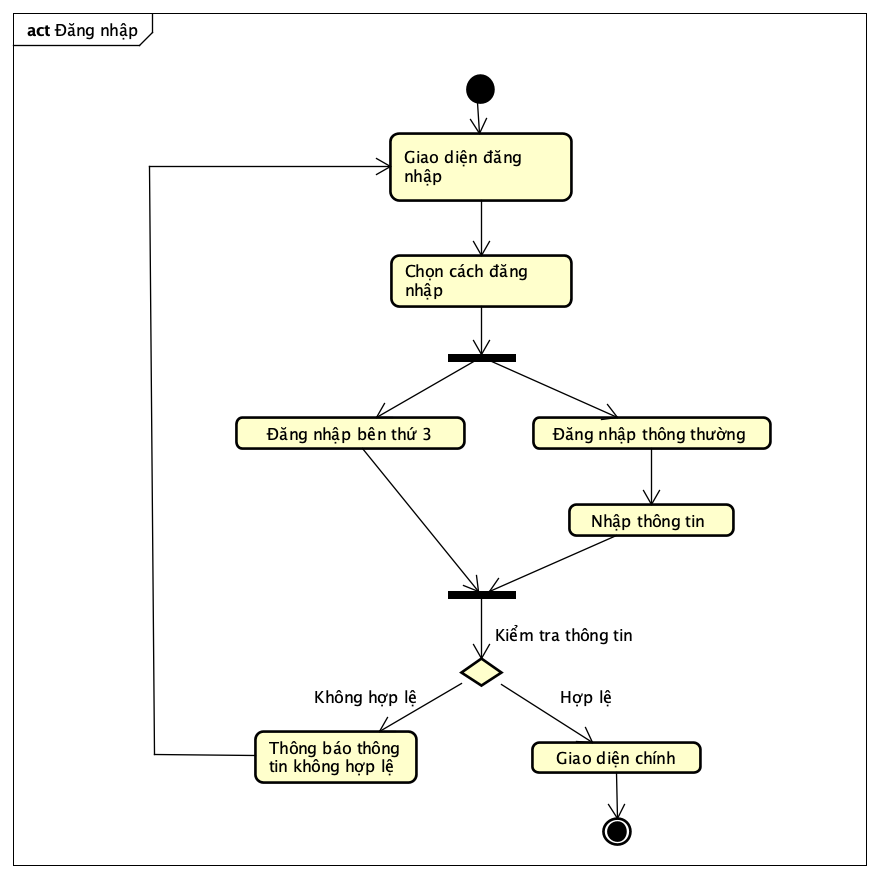 act Đăng nhập
Giao diện đăng
nhập
Chọn cách đăng
nhập
Đăng nhập bên thứ 3
Đăng nhập thông thường
Nhập thông tin
Kiểm tra thông tin
Không hợp lệ
Hợp lệ
Thông báo thông
tin không hợp lệ
Giao diện chính